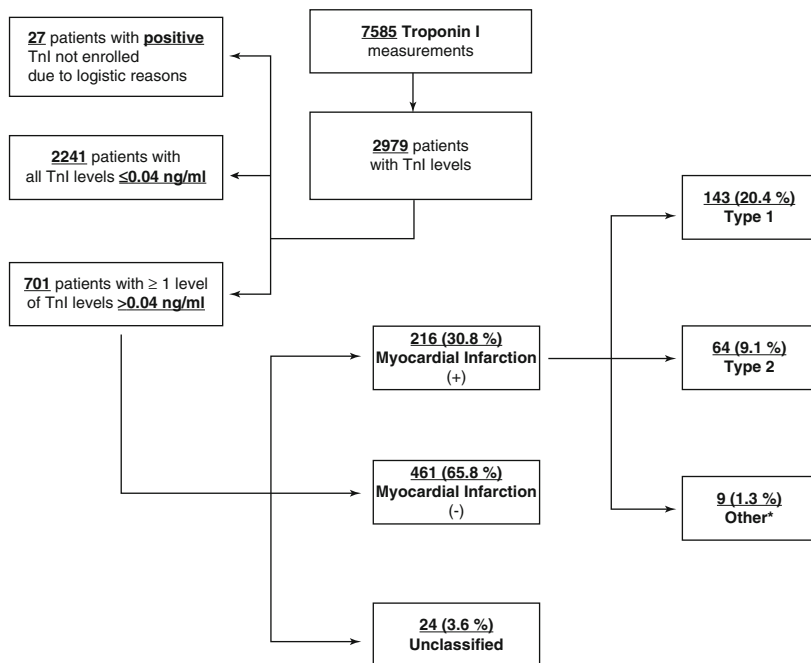 27 patients with positive
TnI not enrolled
due to logistic reasons
7585 Troponin I
measurements
2241 patients with
all TnI levels ≤0.04 ng/ml
2979 patients
with TnI levels
701 patients with ≥ 1 level
of TnI levels >0.04 ng/ml
216 (30.8 %)
Myocardial Infarction
(+)
461 (65.8 %)
Myocardial Infarction
(-)
24 (3.6 %)
Unclassified
143 (20.4 %)
Type 1
64 (9.1 %)
Type 2
9 (1.3 %)
Other*